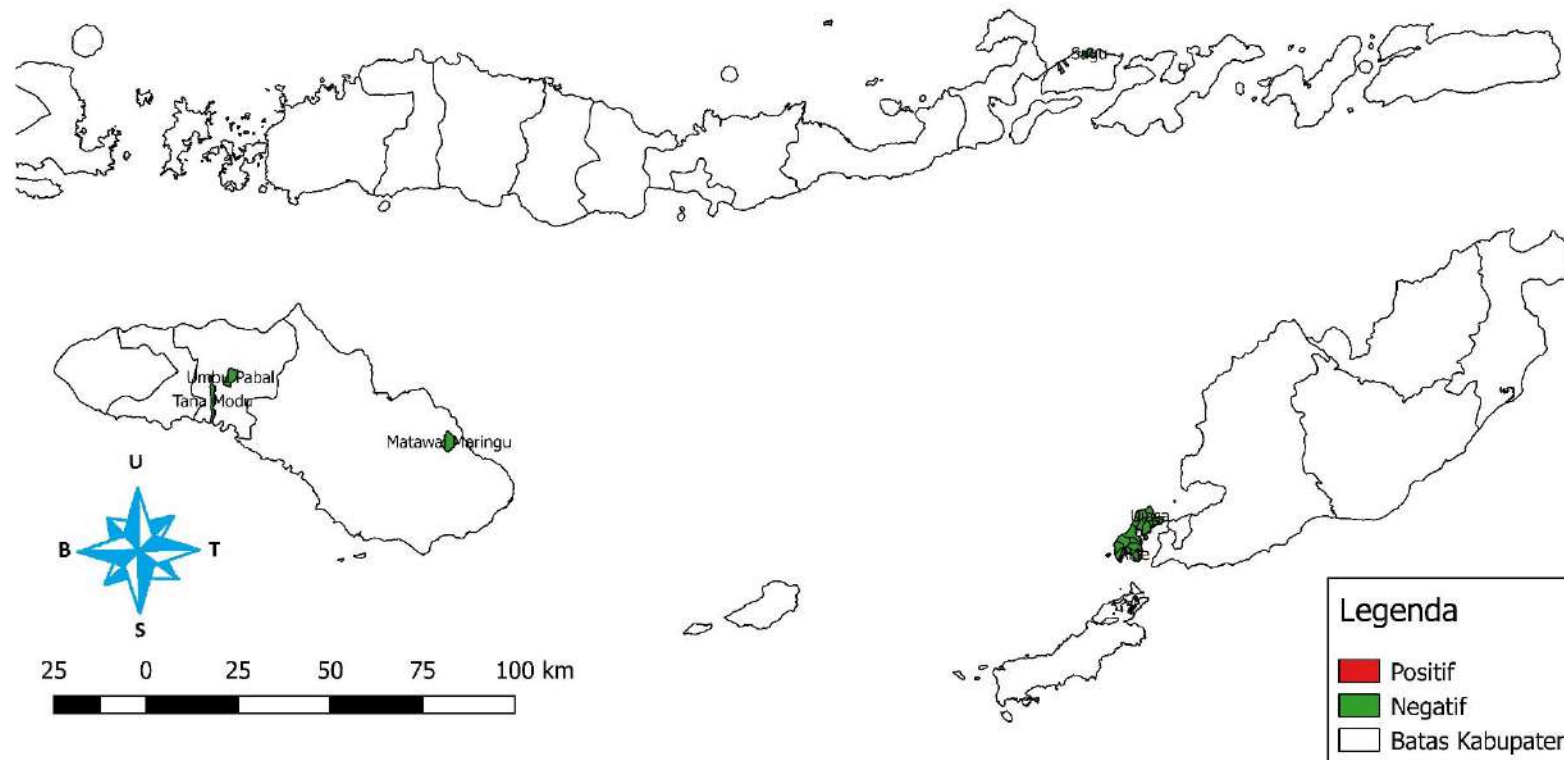 Sagu
Umbu Pabal
Tana Modu
Matawai Maringu
U
B
T
S
25 0 25 50 75 100 km
Legenda
Positif
Negatif
Batas Kabupaten